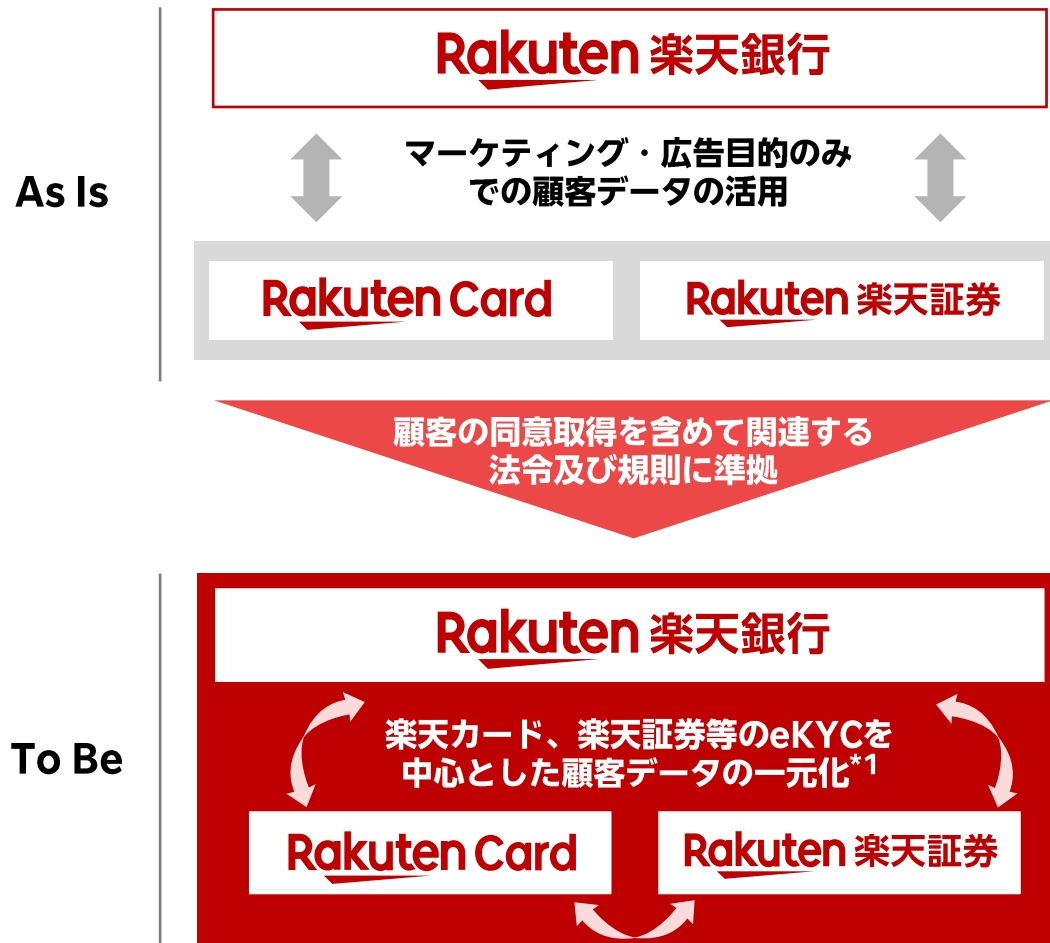 Rakuten 楽天銀行
As Is
マーケティング・広告目的のみ
での顧客データの活用
Rakuten Card
Rakuten 楽天証券
顧客の同意取得を含めて関連する
法令及び規則に準拠
Rakuten 楽天銀行
To Be
楽天カード、楽天証券等のeKYCを
中心とした顧客データの一元化*1
Rakuten Card
Rakuten 楽天証券